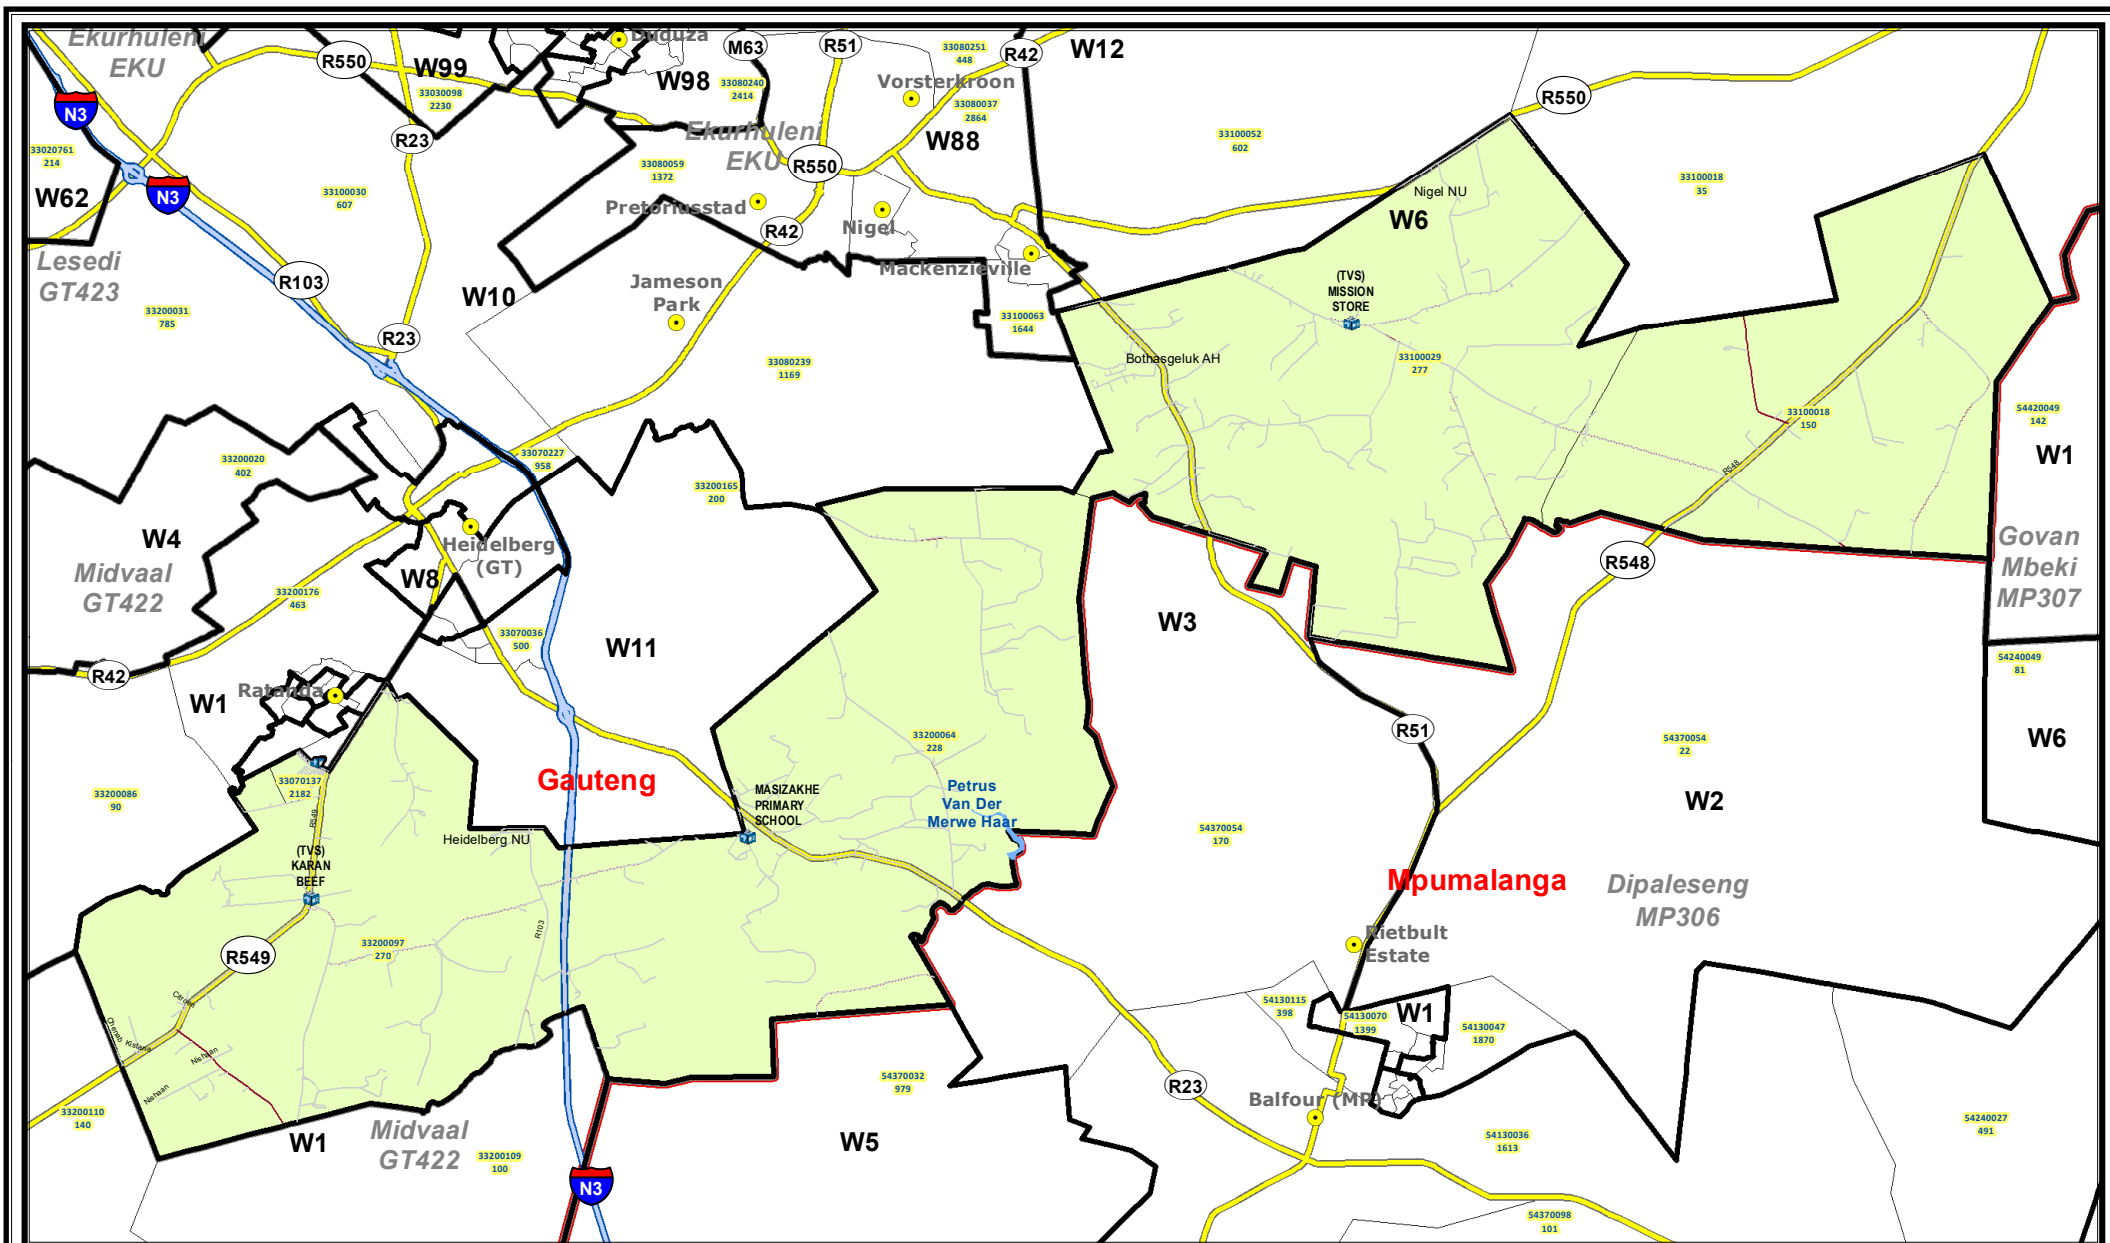 Ekurhuleni
EKU
R550
W99
33030098
2230
Duduza
W98
M63
33080240
2414
R51
33080251
448
R42
W12
Vorsterkroon
33080037
2864
W88
R550
N3
33020761
214
W62
N3
R23
33100030
607
Ekurhuleni
EKU
R550
33080059
1372
Pretoriusstad
R42
Nigel
Mackenzieville
33100052
602
Nigel NU
W6
33100018
35
Lesedi
GT423
R103
33200031
785
W10
R23
Jameson
Park
33080239
1169
33100063
1644
(TVS)
MISSION
STORE
Bothasgeluk AH
33100029
277
33100018
150
R548
54420049
142
W1
33200020
402
33070227
958
33200165
200
W4
Midvaal
GT422
Heidelberg
(GT)
W8
33200176
463
33070036
500
W11
R42
W1
Ratanda
W3
R548
Govan
Mbeki
MP307
54240049
81
W6
33200064
228
R51
54370054
22
W2
33200086
90
33070137
2182
R549
Gauteng
MASIZAKHE
PRIMARY
SCHOOL
Petrus
Van Der
Merwe Haar
54370054
170
Heidelberg NU
(TVS)
KARAN
BEEF
Mpumalanga
Dipaleseng
MP306
R549
33200097
270
R103
Rietbult
Estate
Citroen
Chenab
Kistana
Nishaan
Nishaan
54130115
398
54130070
1399
W1
54130047
1870
33200110
140
W1
Midvaal
GT422
33200109
100
N3
54370032
979
W5
R23
Balfour (MP)
54130036
1613
54240027
491
54370098
101